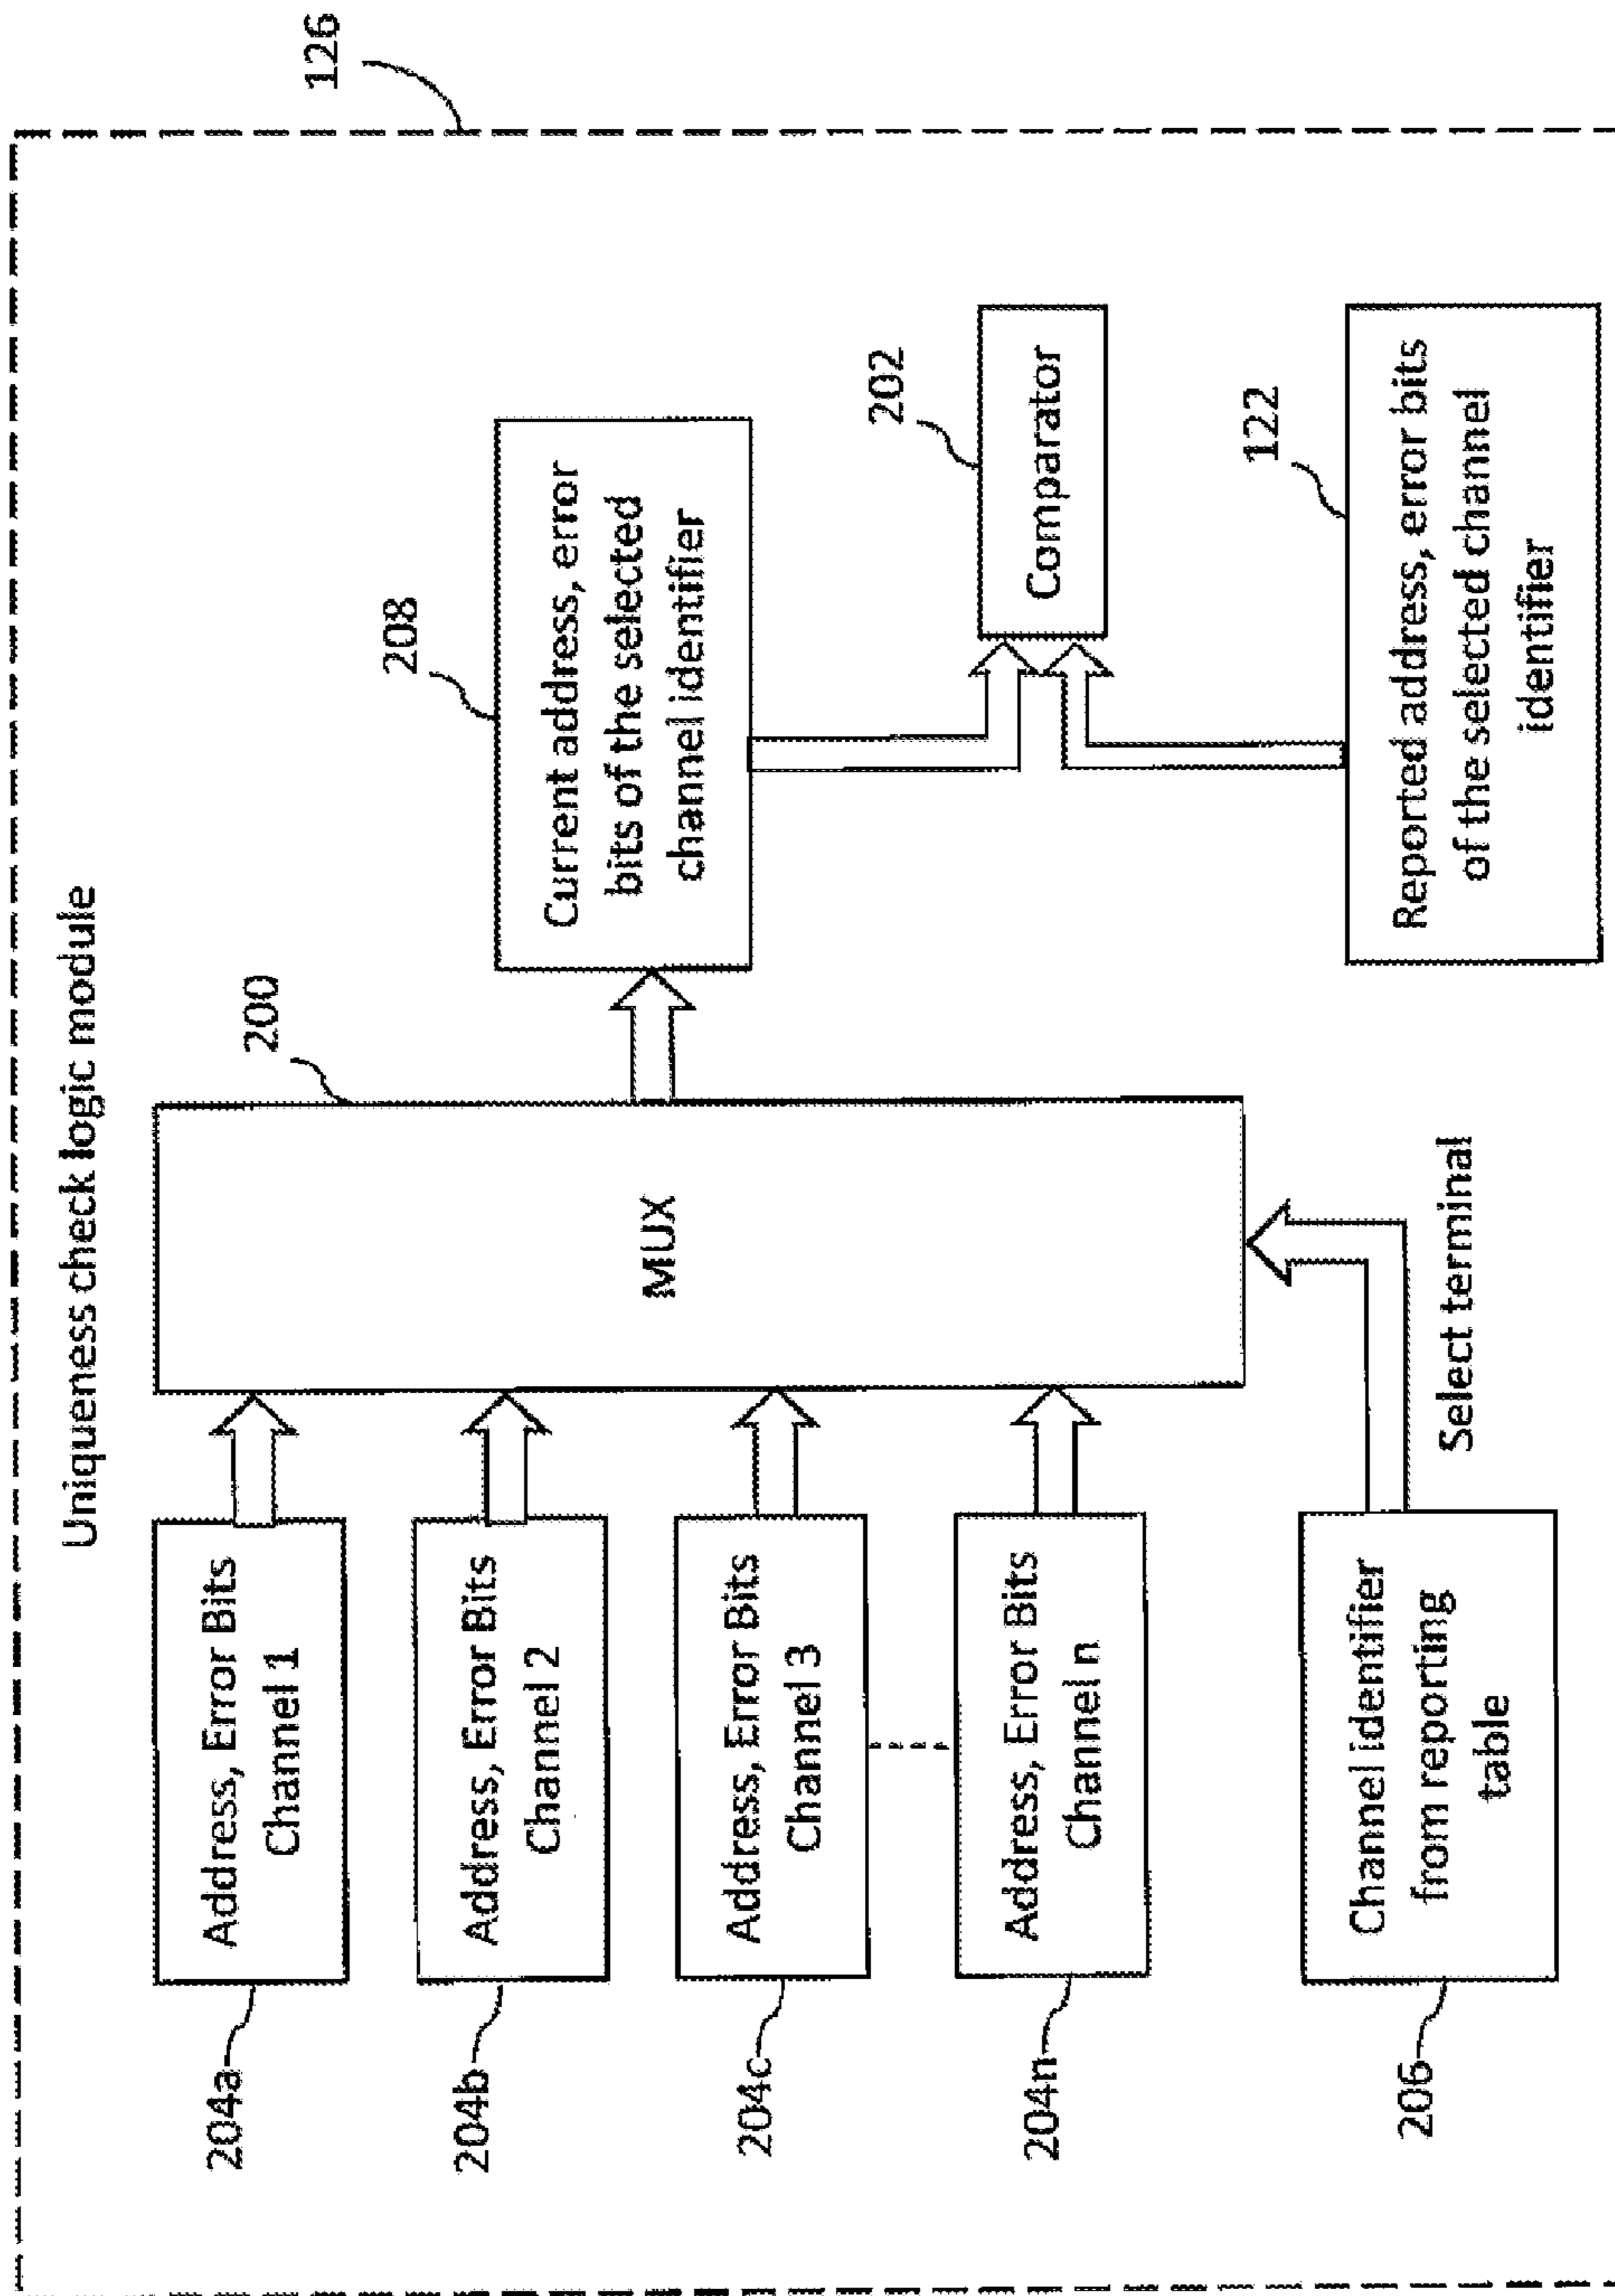 126
Uniqueness check logic module
204a
Address, Error Bits
Channel 1
204b
Address, Error Bits
Channel 2
204c
Address, Error Bits
Channel 3
204n
Address, Error Bits
Channel n
206
Channel identifier
from reporting
table
Select terminal
200
MUX
208
Current address, error
bits of the selected
channel identifier
202
Comparator
122
Reported address, error bits
of the selected channel
identifier